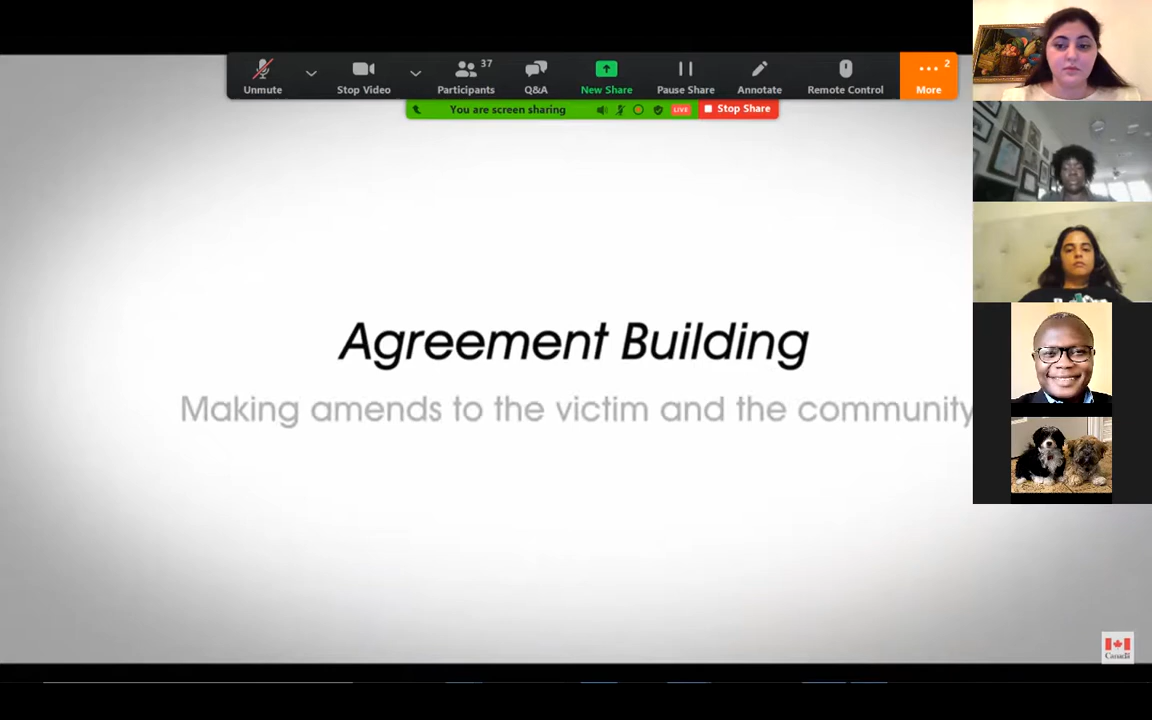 37
2
Unmute
Stop Video
Participants
Q&A
New Share
Pause Share
Annotate
Remote Control
More
You are screen sharing
LIVE
Stop Share
Agreement Building
Making amends to the victim and the community
Canada